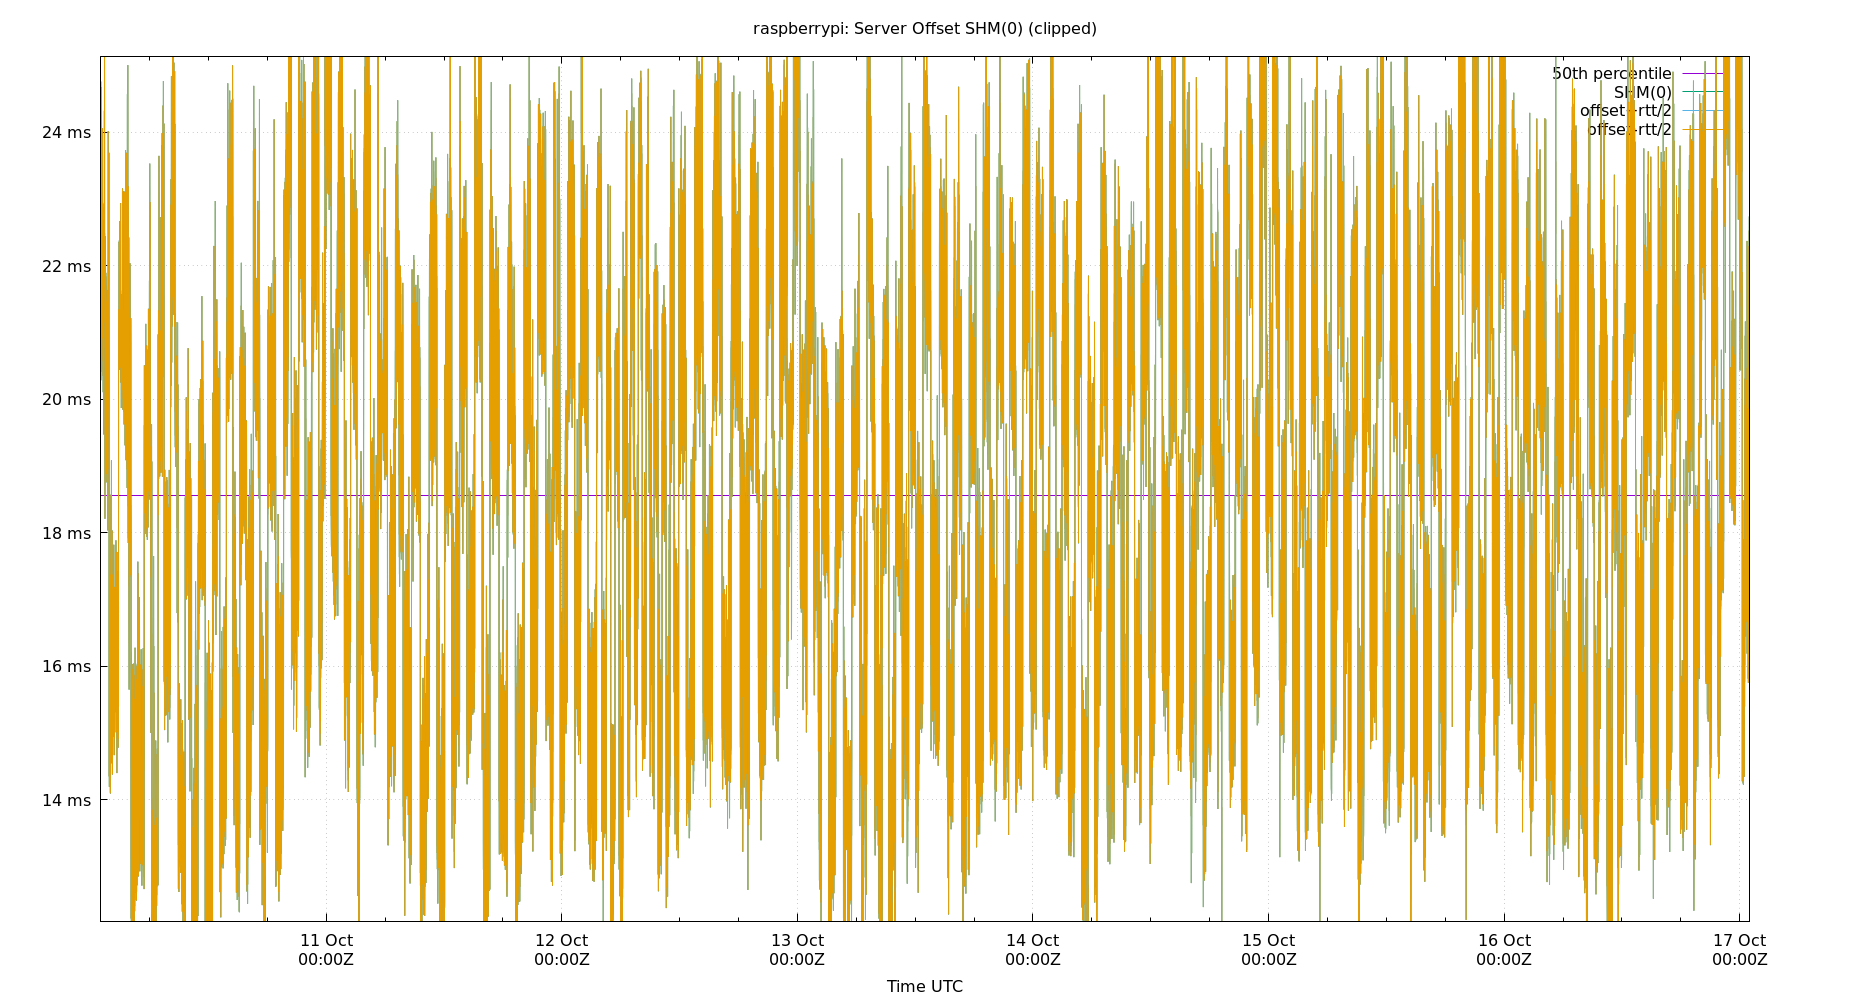 raspberrypi: Server Offset SHM(0) (clipped)
50th percentile
SHM(0)
offset+rtt/2
offset-rtt/2
24 ms
22 ms
20 ms
18 ms
16 ms
14 ms
11 Oct 12 Oct 13 Oct 14 Oct 15 Oct 16 Oct 17 Oct
00:00Z 00:00Z 00:00Z 00:00Z 00:00Z 00:00Z 00:00Z
Time UTC